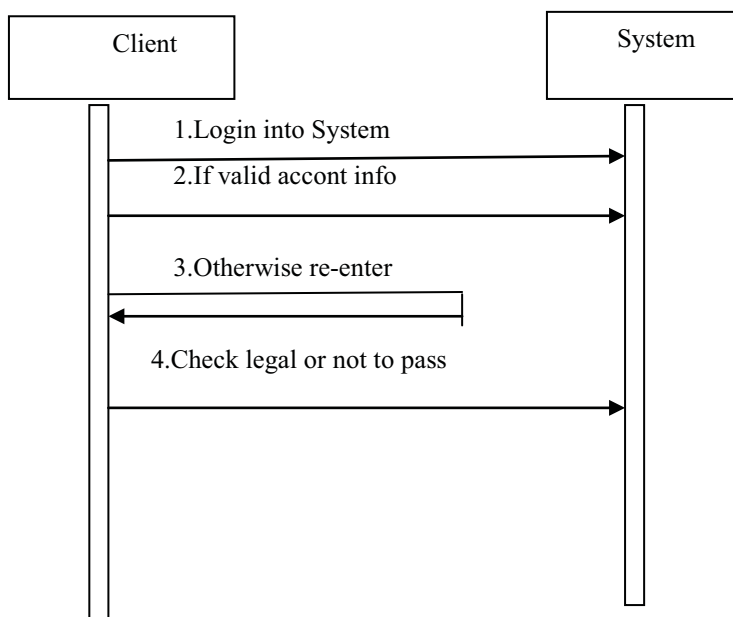 Client
System
1.Login into System
2.If valid accont info
3.Otherwise re-enter
4.Check legal or not to pass